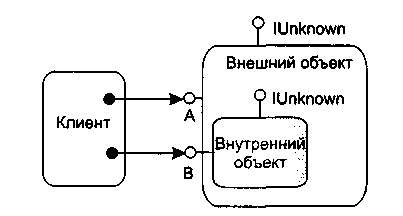 IUnknown
Внешний объект
IUnknown
Клиент
A
Внутренний
объект
B